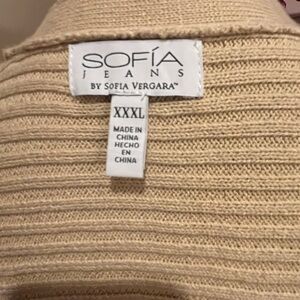 SOFÍA
JEANS
BY SOFIA VERGARA™
XXXL
MADE IN
CHINA
HECHO
EN
CHINA